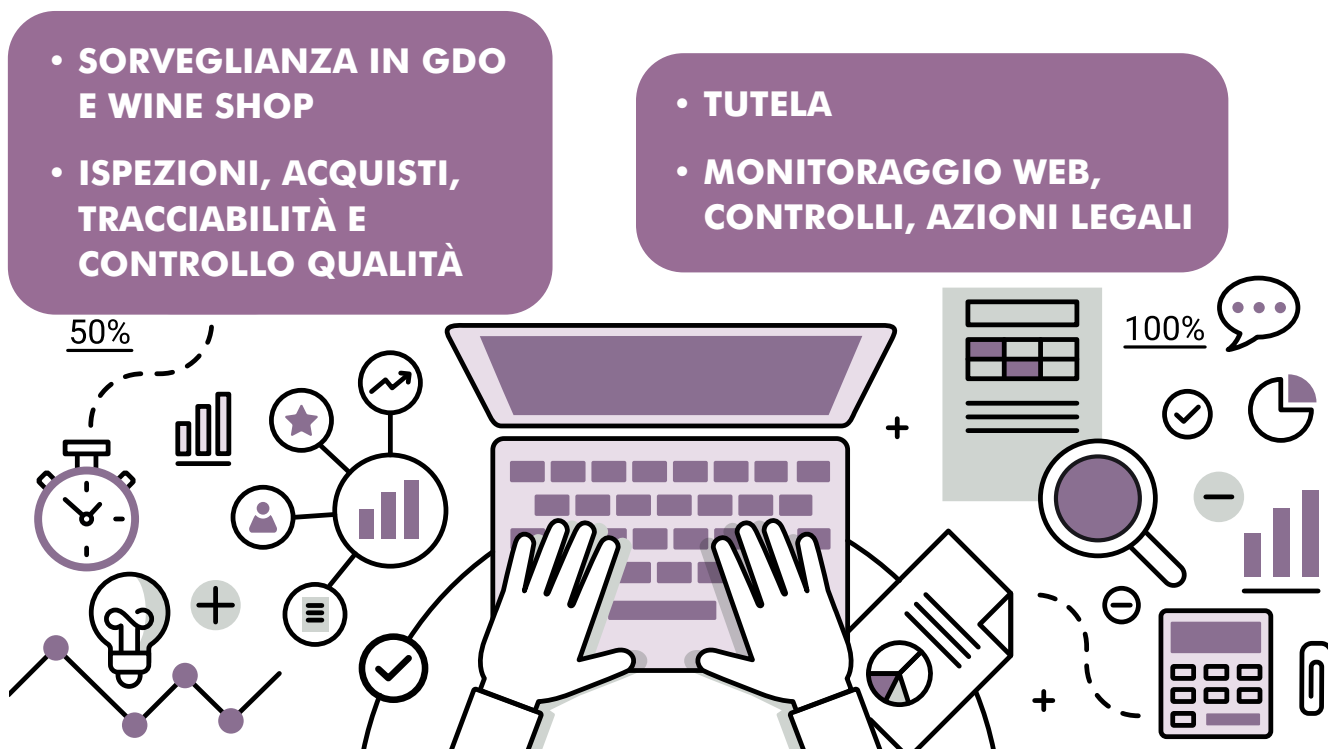 • SORVEGLIANZA IN GDO
E WINE SHOP
• ISPEZIONI, ACQUISTI,
TRACCIABILITÀ E
CONTROLLO QUALITÀ
• TUTELA
• MONITORAGGIO WEB,
CONTROLLI, AZIONI LEGALI
50%
100%